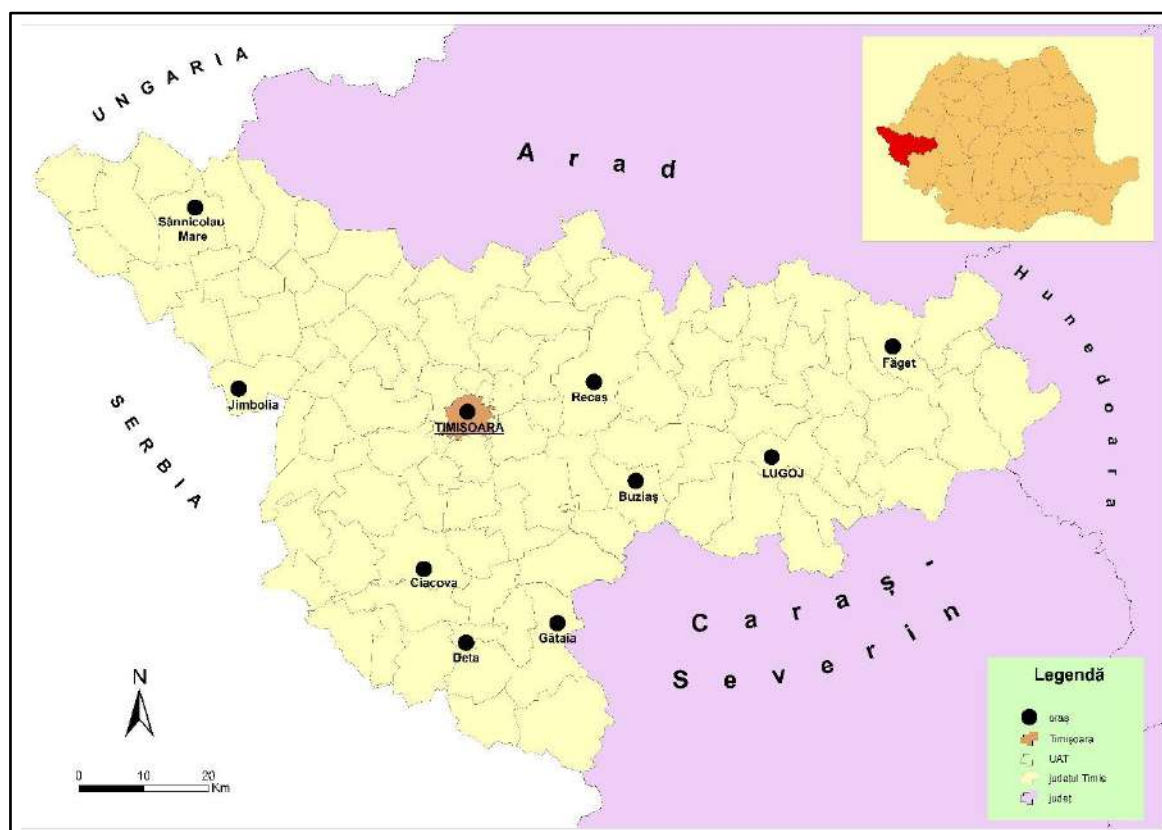 UNGARIA
Arad
Hunedoara
Sânnicolau
Mare
Făget
Jimbolia
Recaș
TIMIȘOARA
SERBIA
LUGOJ
Buziaș
Ciacova
Caraș-
Severin
Gătaia
Deta
N
0 10 20
Km
Legendă
oraș
Timișoara
UAT
județul Timiș
județ